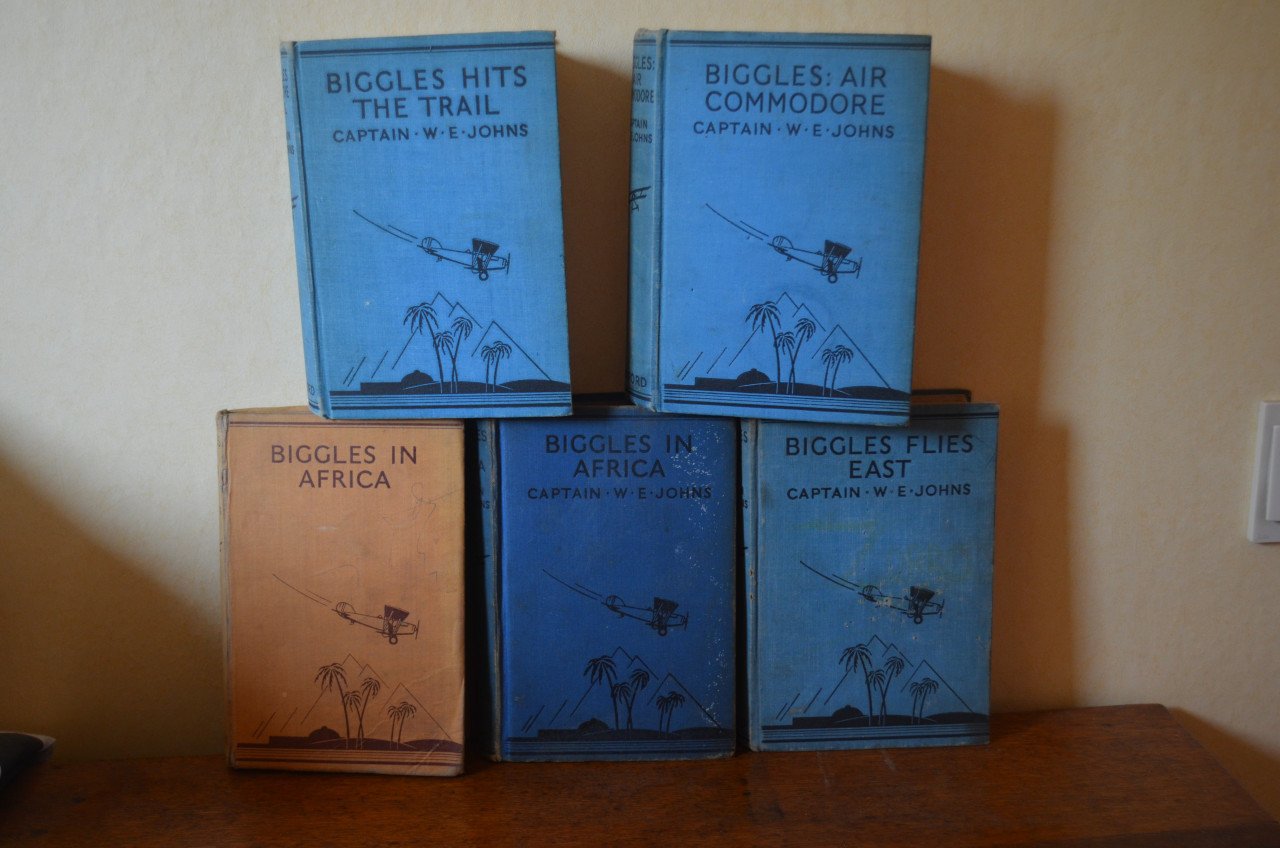 BIGGLES HITS
THE TRAIL
CAPTAIN · W · E · JOHNS
BIGGLES: AIR
COMMODORE
CAPTAIN · W · E · JOHNS
BIGGLES IN
AFRICA
BIGGLES IN
AFRICA
CAPTAIN · W · E · JOHNS
BIGGLES FLIES
EAST
CAPTAIN · W · E · JOHNS